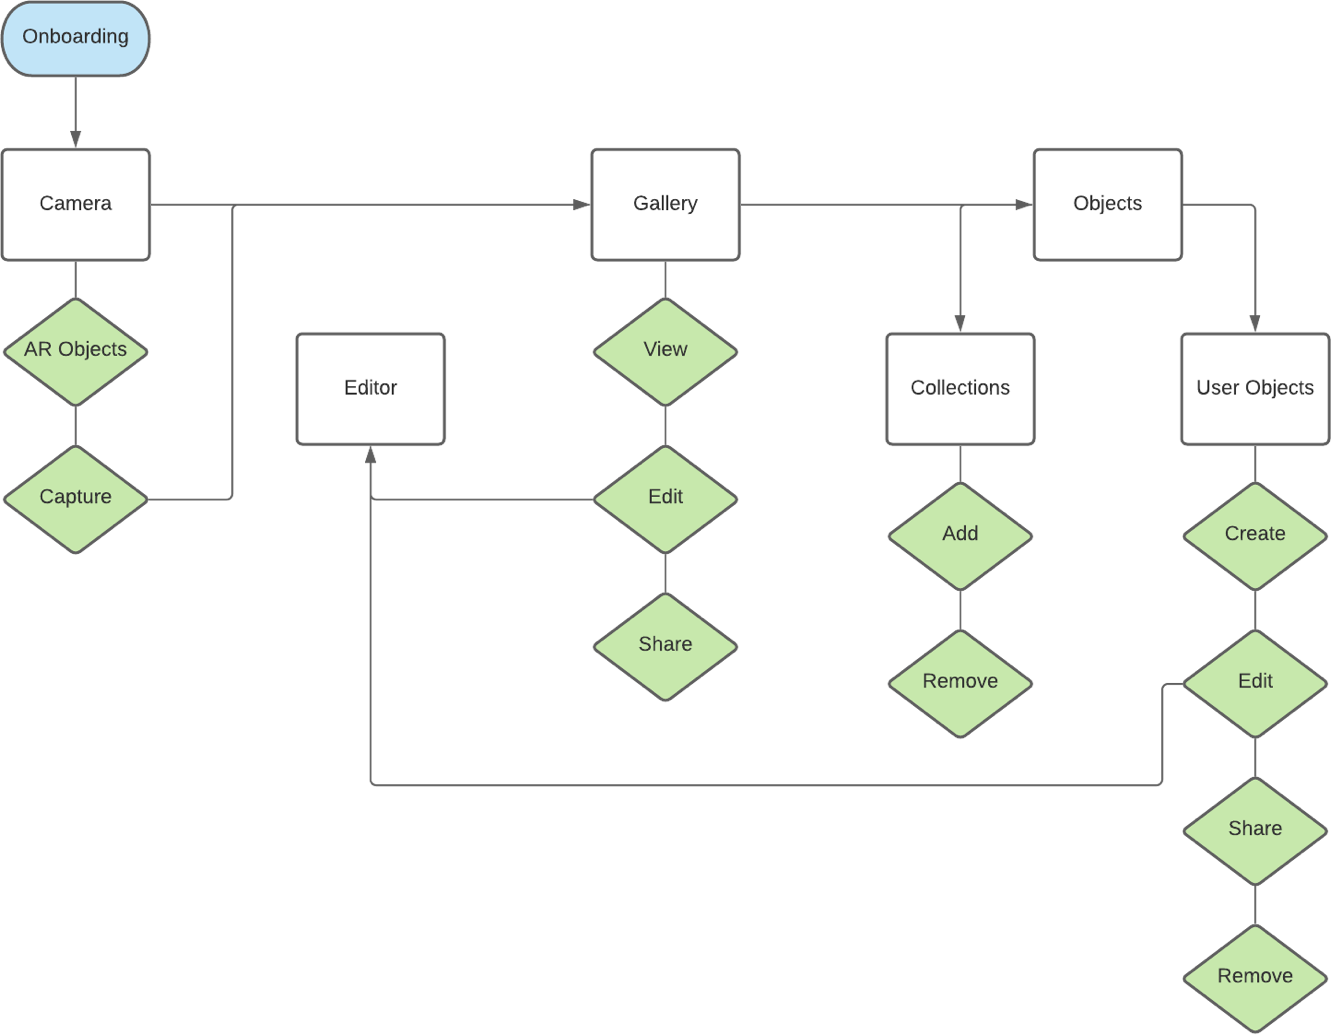 Onboarding
Camera
Gallery
Objects
AR Objects
View
Editor
Collections
User Objects
Capture
Edit
Add
Create
Share
Remove
Edit
Share
Remove